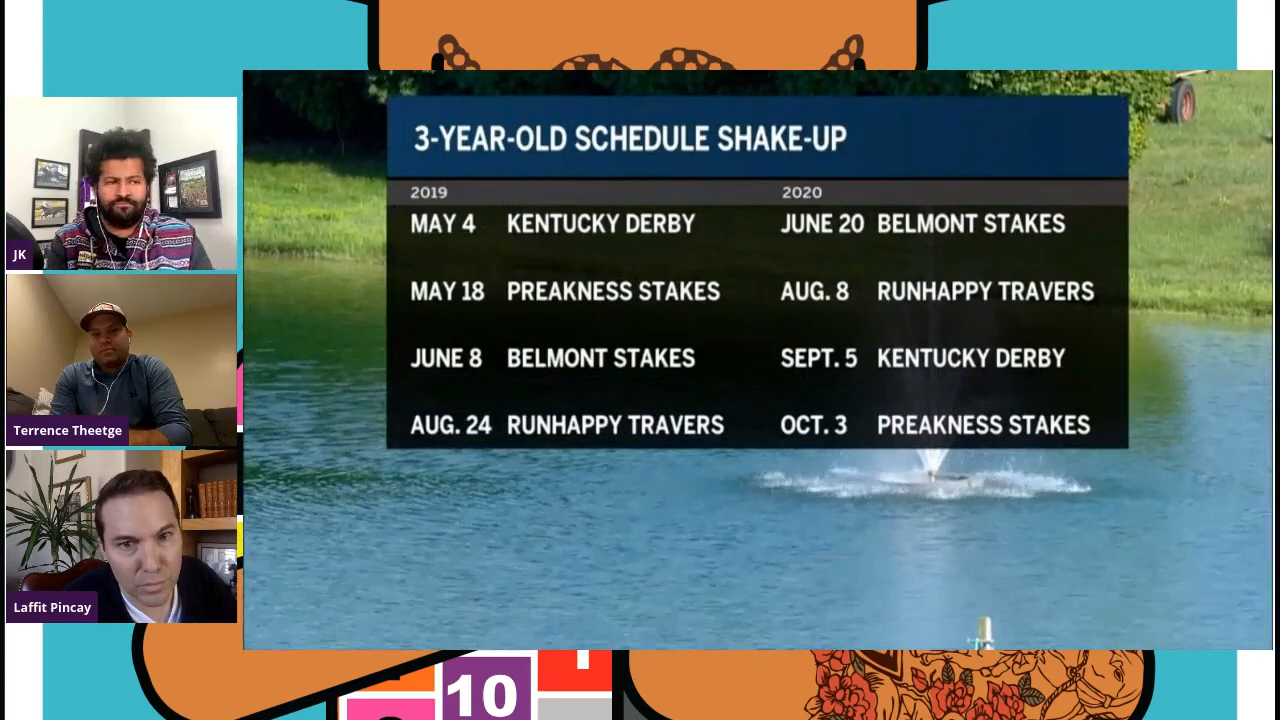 3-YEAR-OLD SCHEDULE SHAKE-UP
2019 2020
MAY 4 KENTUCKY DERBY JUNE 20 BELMONT STAKES
MAY 18 PREAKNESS STAKES AUG. 8 RUNHAPPY TRAVERS
JUNE 8 BELMONT STAKES SEPT. 5 KENTUCKY DERBY
AUG. 24 RUNHAPPY TRAVERS OCT. 3 PREAKNESS STAKES
JK
Terrence Theetge
Laffit Pincay
10